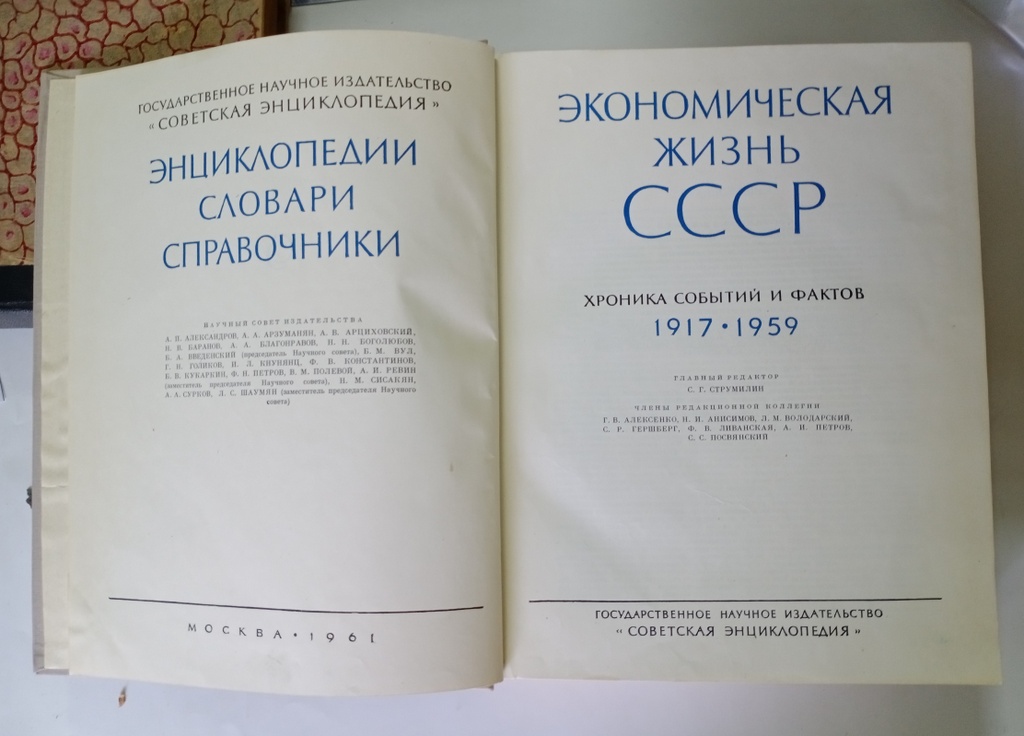 ГОСУДАРСТВЕННОЕ НАУЧНОЕ ИЗДАТЕЛЬСТВО
«СОВЕТСКАЯ ЭНЦИКЛОПЕДИЯ»
ЭНЦИКЛОПЕДИИ
СЛОВАРИ
СПРАВОЧНИКИ
НАУЧНЫЙ СОВЕТ ИЗДАТЕЛЬСТВА
А. П. АЛЕКСАНДРОВ, А. А. АРЗУМАНЯН, А. В. АРЦИХОВСКИЙ,
Н. В. БАРАНОВ, А. А. БЛАГОНРАВОВ, Н. Н. БОГОЛЮБОВ,
Б. А. ВВЕДЕНСКИЙ (председатель Научного совета), Б. М. ВУЛ,
Г. Н. ГОЛИКОВ, И. Л. КНУНЯНЦ, Ф. В. КОНСТАНТИНОВ,
Б. В. КУКАРКИН, Ф. Н. ПЕТРОВ, В. М. ПОЛЕВОЙ, А. И. РЕВИН
(заместитель председателя Научного совета), Н. М. СИСАКЯН,
А. А. СУРКОВ, Л. С. ШАУМЯН (заместитель председателя Научного
совета)
МОСКВА • 1961
ЭКОНОМИЧЕСКАЯ
ЖИЗНЬ
СССР
ХРОНИКА СОБЫТИЙ И ФАКТОВ
1917 • 1959
ГЛАВНЫЙ РЕДАКТОР
С. Г. СТРУМИЛИН
ЧЛЕНЫ РЕДАКЦИОННОЙ КОЛЛЕГИИ
Г. В. АЛЕКСЕНКО, Н. И. АНИСИМОВ, Л. М. ВОЛОДАРСКИЙ,
С. Р. ГЕРШБЕРГ, Ф. В. ЛИВАНСКАЯ, А. И. ПЕТРОВ,
С. С. ПОСВЯНСКИЙ
ГОСУДАРСТВЕННОЕ НАУЧНОЕ ИЗДАТЕЛЬСТВО
«СОВЕТСКАЯ ЭНЦИКЛОПЕДИЯ»